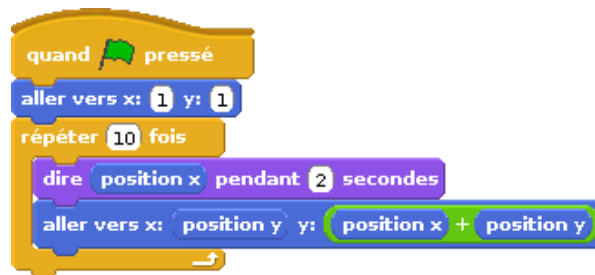 quand pressé
aller vers x: 1 y: 1
répéter 10 fois
dire position x pendant 2 secondes
aller vers x: position y y: position x + position y